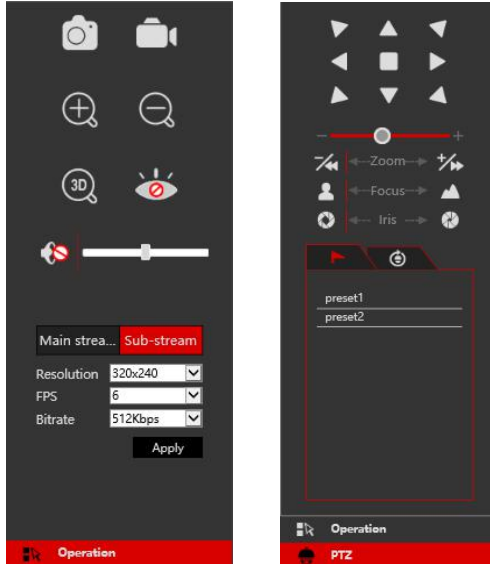 3D
Main strea... Sub-stream
Resolution 320x240
FPS 6
Bitrate 512Kbps
Apply
Operation
Zoom
Focus
Iris
preset1
preset2
Operation
PTZ